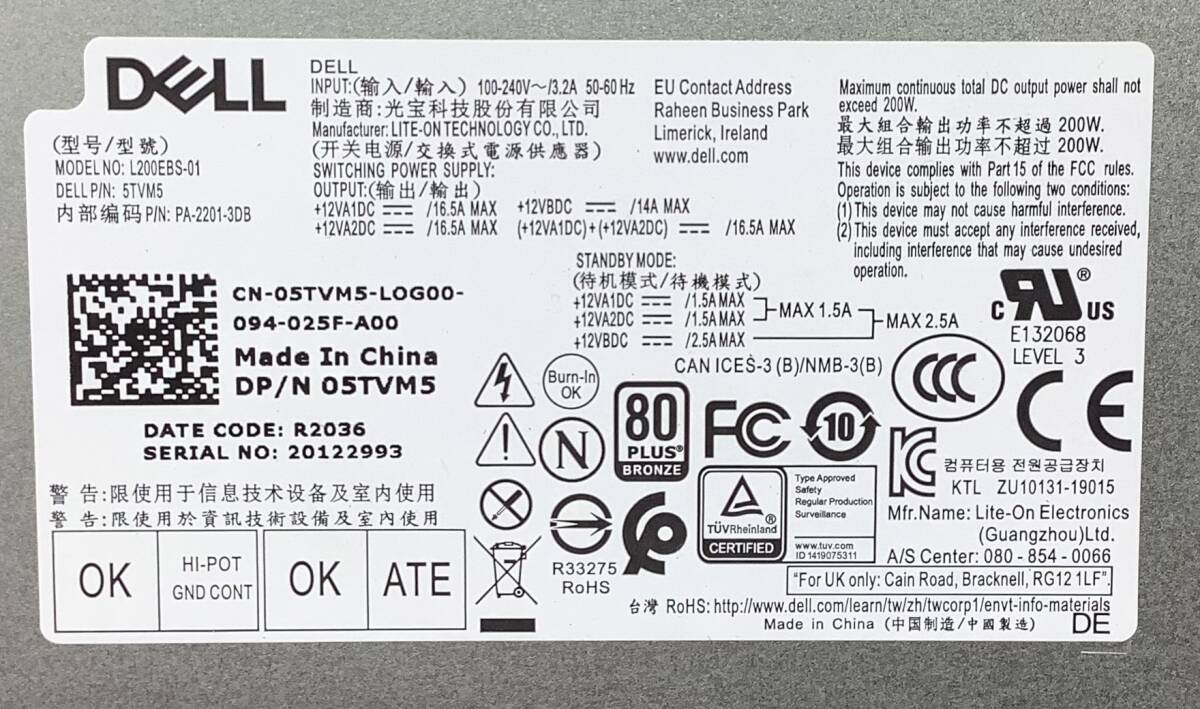 DELL
(型号/型號)
MODEL NO: L200EBS-01
DELL P/N: 5TVM5
内部编码 P/N: PA-2201-3DB
DELL
INPUT:(输入/輸入) 100-240V～/3.2A 50-60 Hz
制造商:光宝科技股份有限公司
Manufacturer: LITE-ON TECHNOLOGY CO., LTD.
(开关电源/交換式電源供應器)
SWITCHING POWER SUPPLY:
OUTPUT:(输出/輸出)
+12VA1DC ⎓ /16.5A MAX +12VBDC ⎓ /14A MAX
+12VA2DC ⎓ /16.5A MAX (+12VA1DC)+(+12VA2DC) ⎓ /16.5A MAX
EU Contact Address
Raheen Business Park
Limerick, Ireland
www.dell.com
Maximum continuous total DC output power shall not
exceed 200W.
最大組合輸出功率不超過 200W.
最大组合输出功率不超过 200W.
This device complies with Part 15 of the FCC rules.
Operation is subject to the following two conditions:
(1) This device may not cause harmful interference.
(2) This device must accept any interference received,
including interference that may cause undesired
operation.
STANDBY MODE:
(待机模式/待機模式)
+12VA1DC ⎓ /1.5A MAX
+12VA2DC ⎓ /1.5A MAX
MAX 1.5A
+12VBDC ⎓ /2.5A MAX
MAX 2.5A
CAN ICES-3 (B)/NMB-3(B)
CN-05TVM5-LOG00-
094-025F-A00
Made In China
DP/N 05TVM5
DATE CODE: R2036
SERIAL NO: 20122993
警 告:限使用于信息技术设备及室内使用
警 告:限使用於資訊技術設備及室內使用
OK
HI-POT
GND CONT
OK
ATE
Burn-In
OK
N
80
PLUS®
BRONZE
FC
10
CCC
c RU® US
E132068
LEVEL 3
CE
R33275
RoHS
TÜVRheinland®
CERTIFIED
Type Approved
Safety
Regular Production
Surveillance
www.tuv.com
ID 1419075311
KC
컴퓨터용 전원공급장치
KTL ZU10131-19015
Mfr.Name: Lite-On Electronics
(Guangzhou)Ltd.
A/S Center: 080 - 854 - 0066
"For UK only: Cain Road, Bracknell, RG12 1LF".
台灣 RoHS: http://www.dell.com/learn/tw/zh/twcorp1/envt-info-materials
Made in China (中国制造/中國製造)
DE